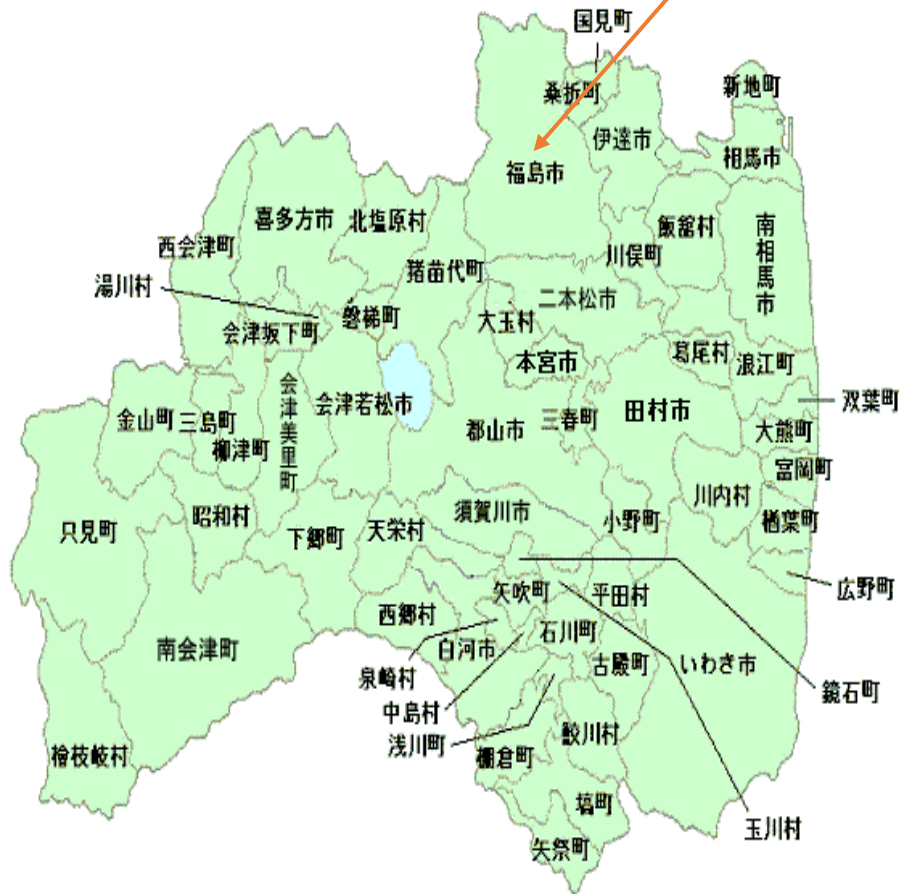 国見町
桑折町
新地町
伊達市
相馬市
福島市
喜多方市
北塩原村
飯舘村
南相馬市
西会津町
川俣町
猪苗代町
湯川村
二本松市
磐梯町
大玉村
会津坂下町
葛尾村
本宮市
浪江町
会津美里町
会津若松市
双葉町
田村市
金山町
三島町
三春町
郡山市
大熊町
柳津町
富岡町
川内村
須賀川市
昭和村
小野町
楢葉町
只見町
天栄村
下郷町
広野町
矢吹町
平田村
西郷村
石川町
白河市
南会津町
古殿町
いわき市
泉崎村
鏡石町
中島村
鮫川村
浅川町
檜枝岐村
棚倉町
塙町
玉川村
矢祭町